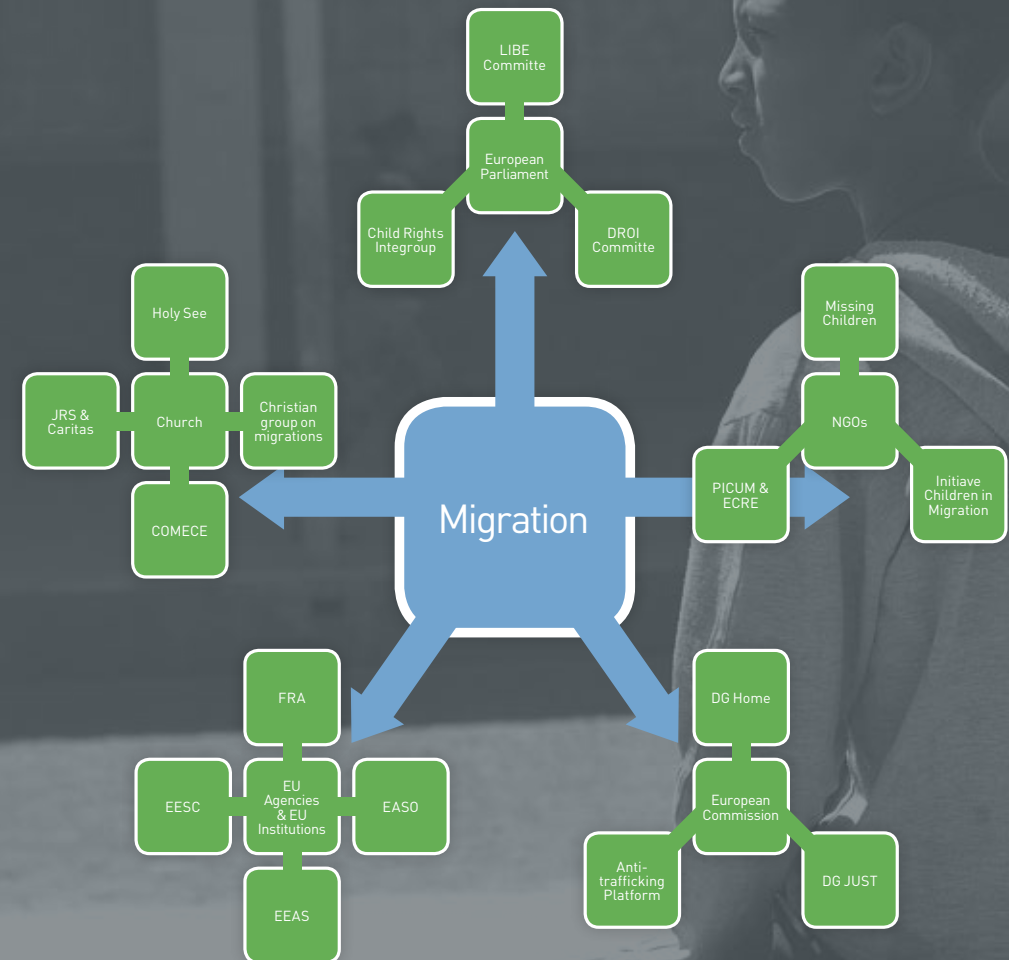 LIBE
Committe
European
Parliament
Child Rights
Integroup
DROI
Committe
Holy See
JRS &
Caritas
Church
Christian
group on
migrations
COMECE
Missing
Children
NGOs
PICUM &
ECRE
Initiave
Children in
Migration
Migration
FRA
EESC
EU
Agencies
& EU
Institutions
EASO
EEAS
DG Home
European
Commission
Anti-
trafficking
Platform
DG JUST